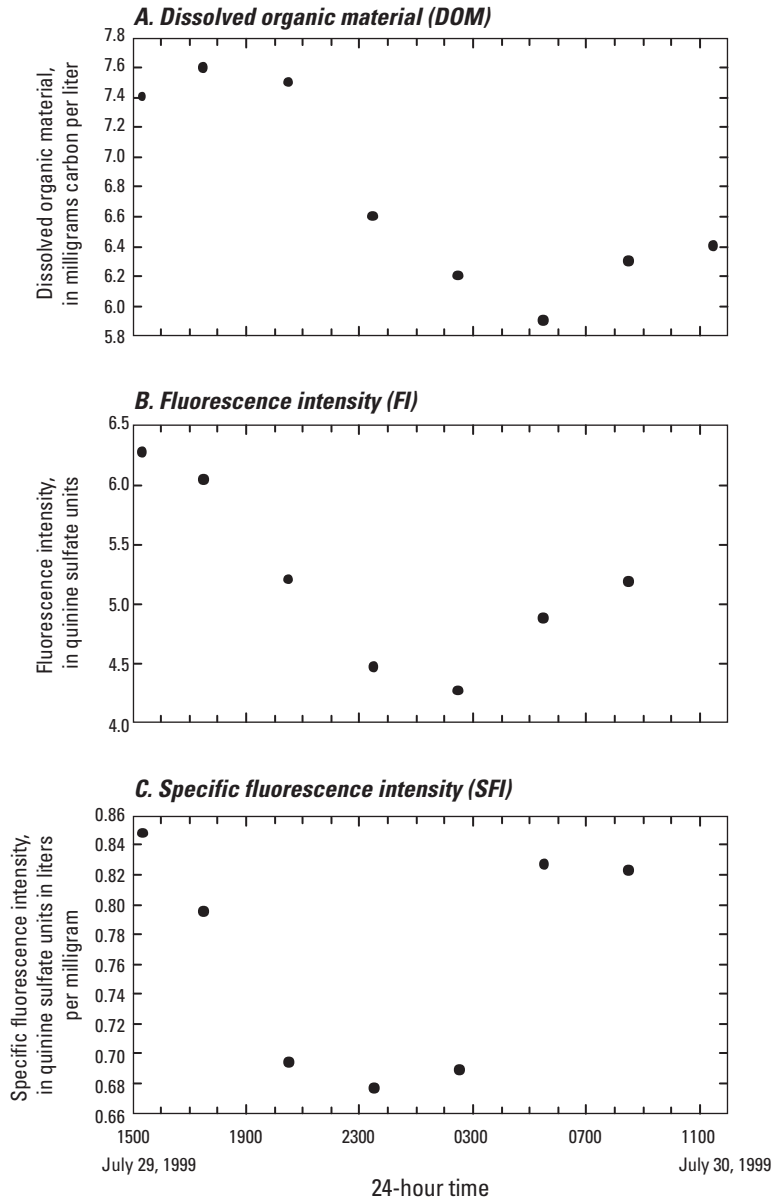 A. Dissolved organic material (DOM)
Dissolved organic material,
in milligrams carbon per liter
7.8
7.6
7.4
7.2
7.0
6.8
6.6
6.4
6.2
6.0
5.8
B. Fluorescence intensity (FI)
Fluorescence intensity,
in quinine sulfate units
6.5
6.0
5.5
5.0
4.5
4.0
C. Specific fluorescence intensity (SFI)
Specific fluorescence intensity,
in quinine sulfate units in liters
per milligram
0.86
0.84
0.82
0.80
0.78
0.76
0.74
0.72
0.70
0.68
0.66
1500 1900 2300 0300 0700 1100
July 29, 1999 July 30, 1999
24-hour time